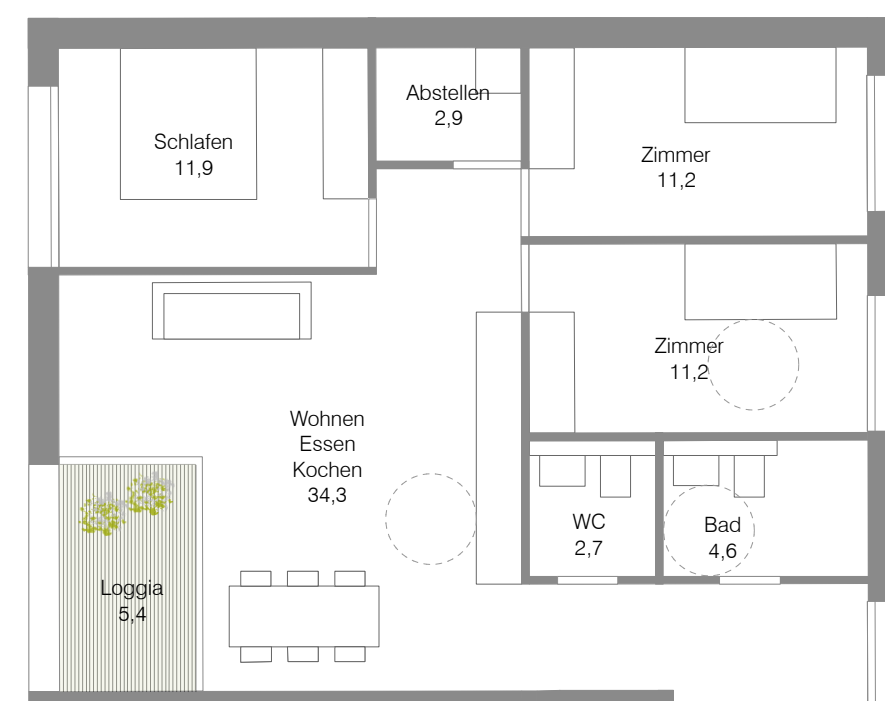 Schlafen
11,9
Abstellen
2,9
Zimmer
11,2
Zimmer
11,2
Wohnen
Essen
Kochen
34,3
WC
2,7
Bad
4,6
Loggia
5,4